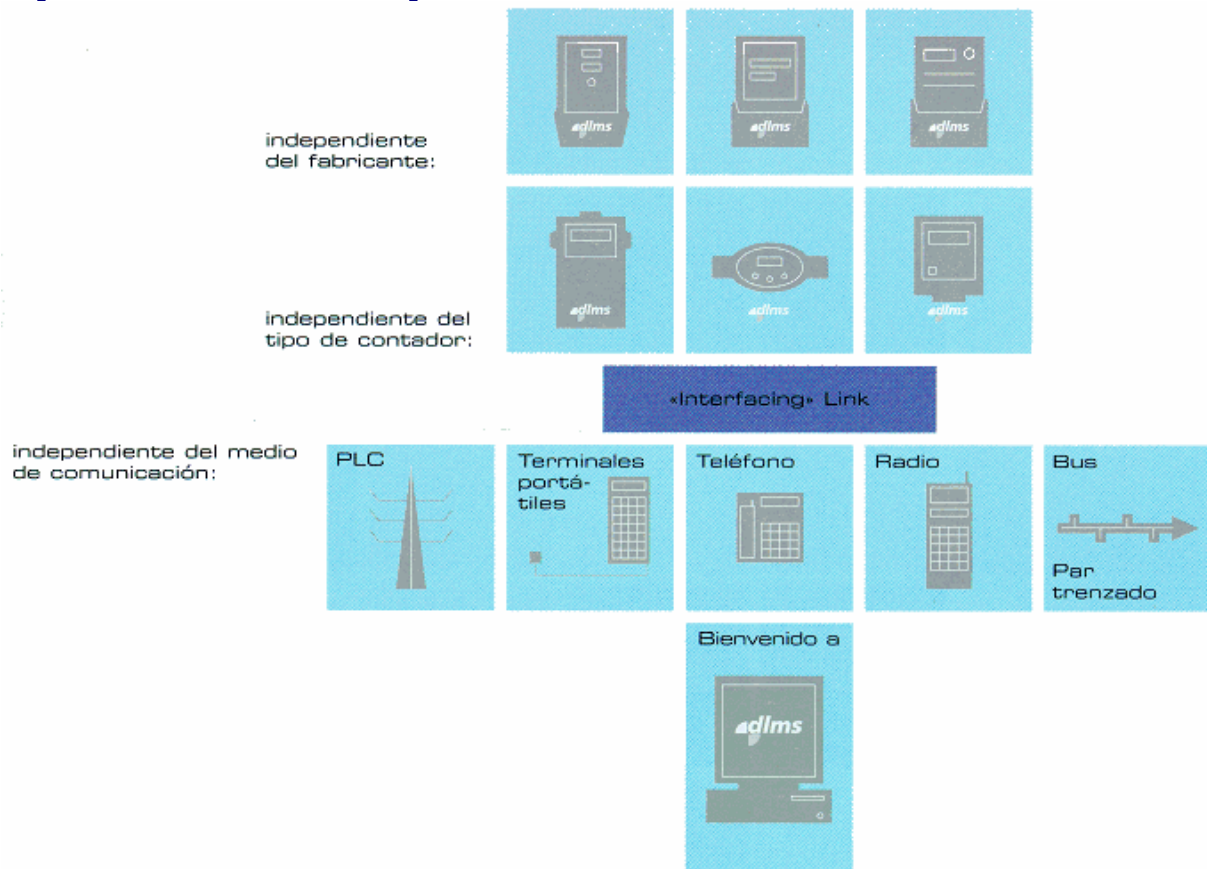 dlms
dlms
dlms
independiente
del fabricante:
dlms
dlms
dlms
independiente del
tipo de contador:
«Interfacing» Link
independiente del medio
de comunicación:
PLC
Terminales
portá-
tiles
Teléfono
Radio
Bus
Par
trenzado
Bienvenido a
dlms